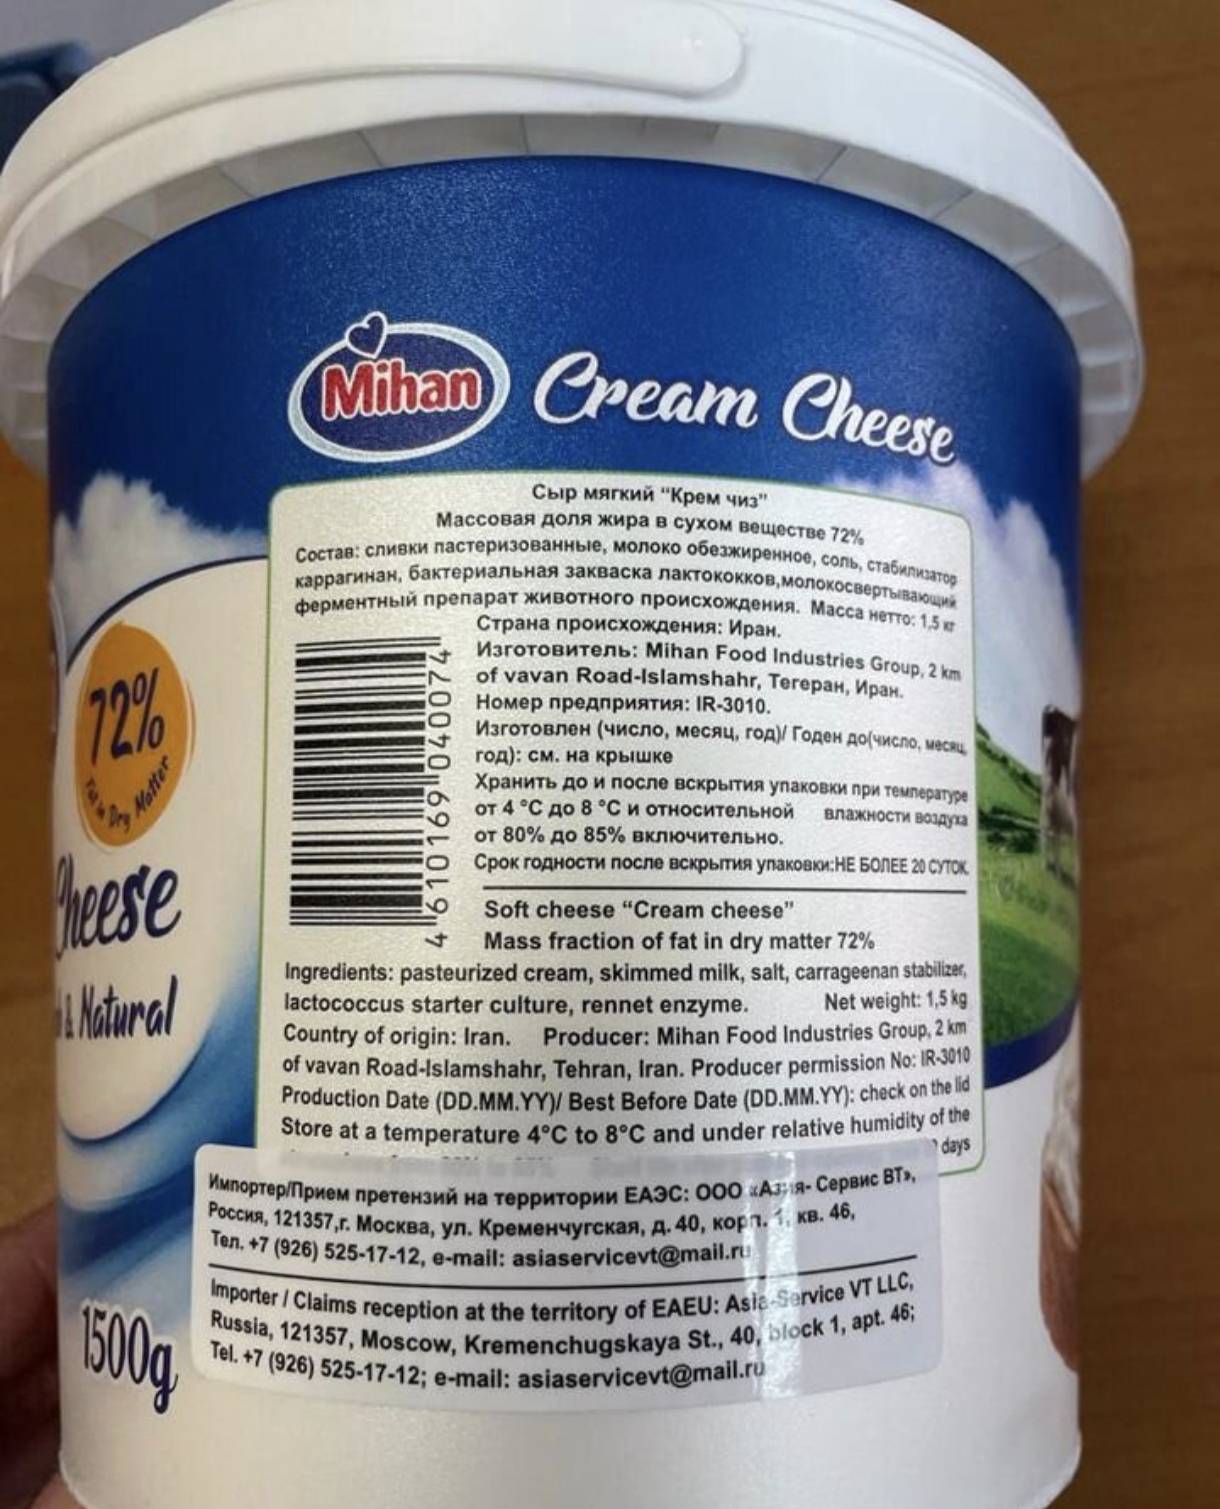 Mihan
Cream Cheese
Сыр мягкий “Крем чиз”
Массовая доля жира в сухом веществе 72%
Состав: сливки пастеризованные, молоко обезжиренное, соль, стабилизатор
каррагинан, бактериальная закваска лактококков,молокосвертывающий
ферментный препарат животного происхождения. Масса нетто: 1,5 кг
Страна происхождения: Иран.
Изготовитель: Mihan Food Industries Group, 2 km
of vavan Road-Islamshahr, Тегеран, Иран.
Номер предприятия: IR-3010.
Изготовлен (число, месяц, год)/ Годен до(число, месяц,
год): см. на крышке
Хранить до и после вскрытия упаковки при температуре
от 4 °C до 8 °C и относительной влажности воздуха
от 80% до 85% включительно.
Срок годности после вскрытия упаковки:НЕ БОЛЕЕ 20 СУТОК.
4 610169 040074
Soft cheese “Cream cheese”
Mass fraction of fat in dry matter 72%
Ingredients: pasteurized cream, skimmed milk, salt, carrageenan stabilizer,
lactococcus starter culture, rennet enzyme. Net weight: 1,5 kg
Country of origin: Iran. Producer: Mihan Food Industries Group, 2 km
of vavan Road-Islamshahr, Tehran, Iran. Producer permission No: IR-3010
Production Date (DD.MM.YY)/ Best Before Date (DD.MM.YY): check on the lid
Store at a temperature 4°C to 8°C and under relative humidity of the
days
Импортер/Прием претензий на территории ЕАЭС: ООО «Азия- Сервис ВТ»,
Россия, 121357,г. Москва, ул. Кременчугская, д. 40, корп. 1, кв. 46,
Тел. +7 (926) 525-17-12, e-mail: asiaservicevt@mail.ru
Importer / Claims reception at the territory of EAEU: Asia-Service VT LLC,
Russia, 121357, Moscow, Kremenchugskaya St., 40, block 1, apt. 46;
Tel. +7 (926) 525-17-12; e-mail: asiaservicevt@mail.ru
72%
Fat in Dry Matter
Cheese
& Natural
1500g